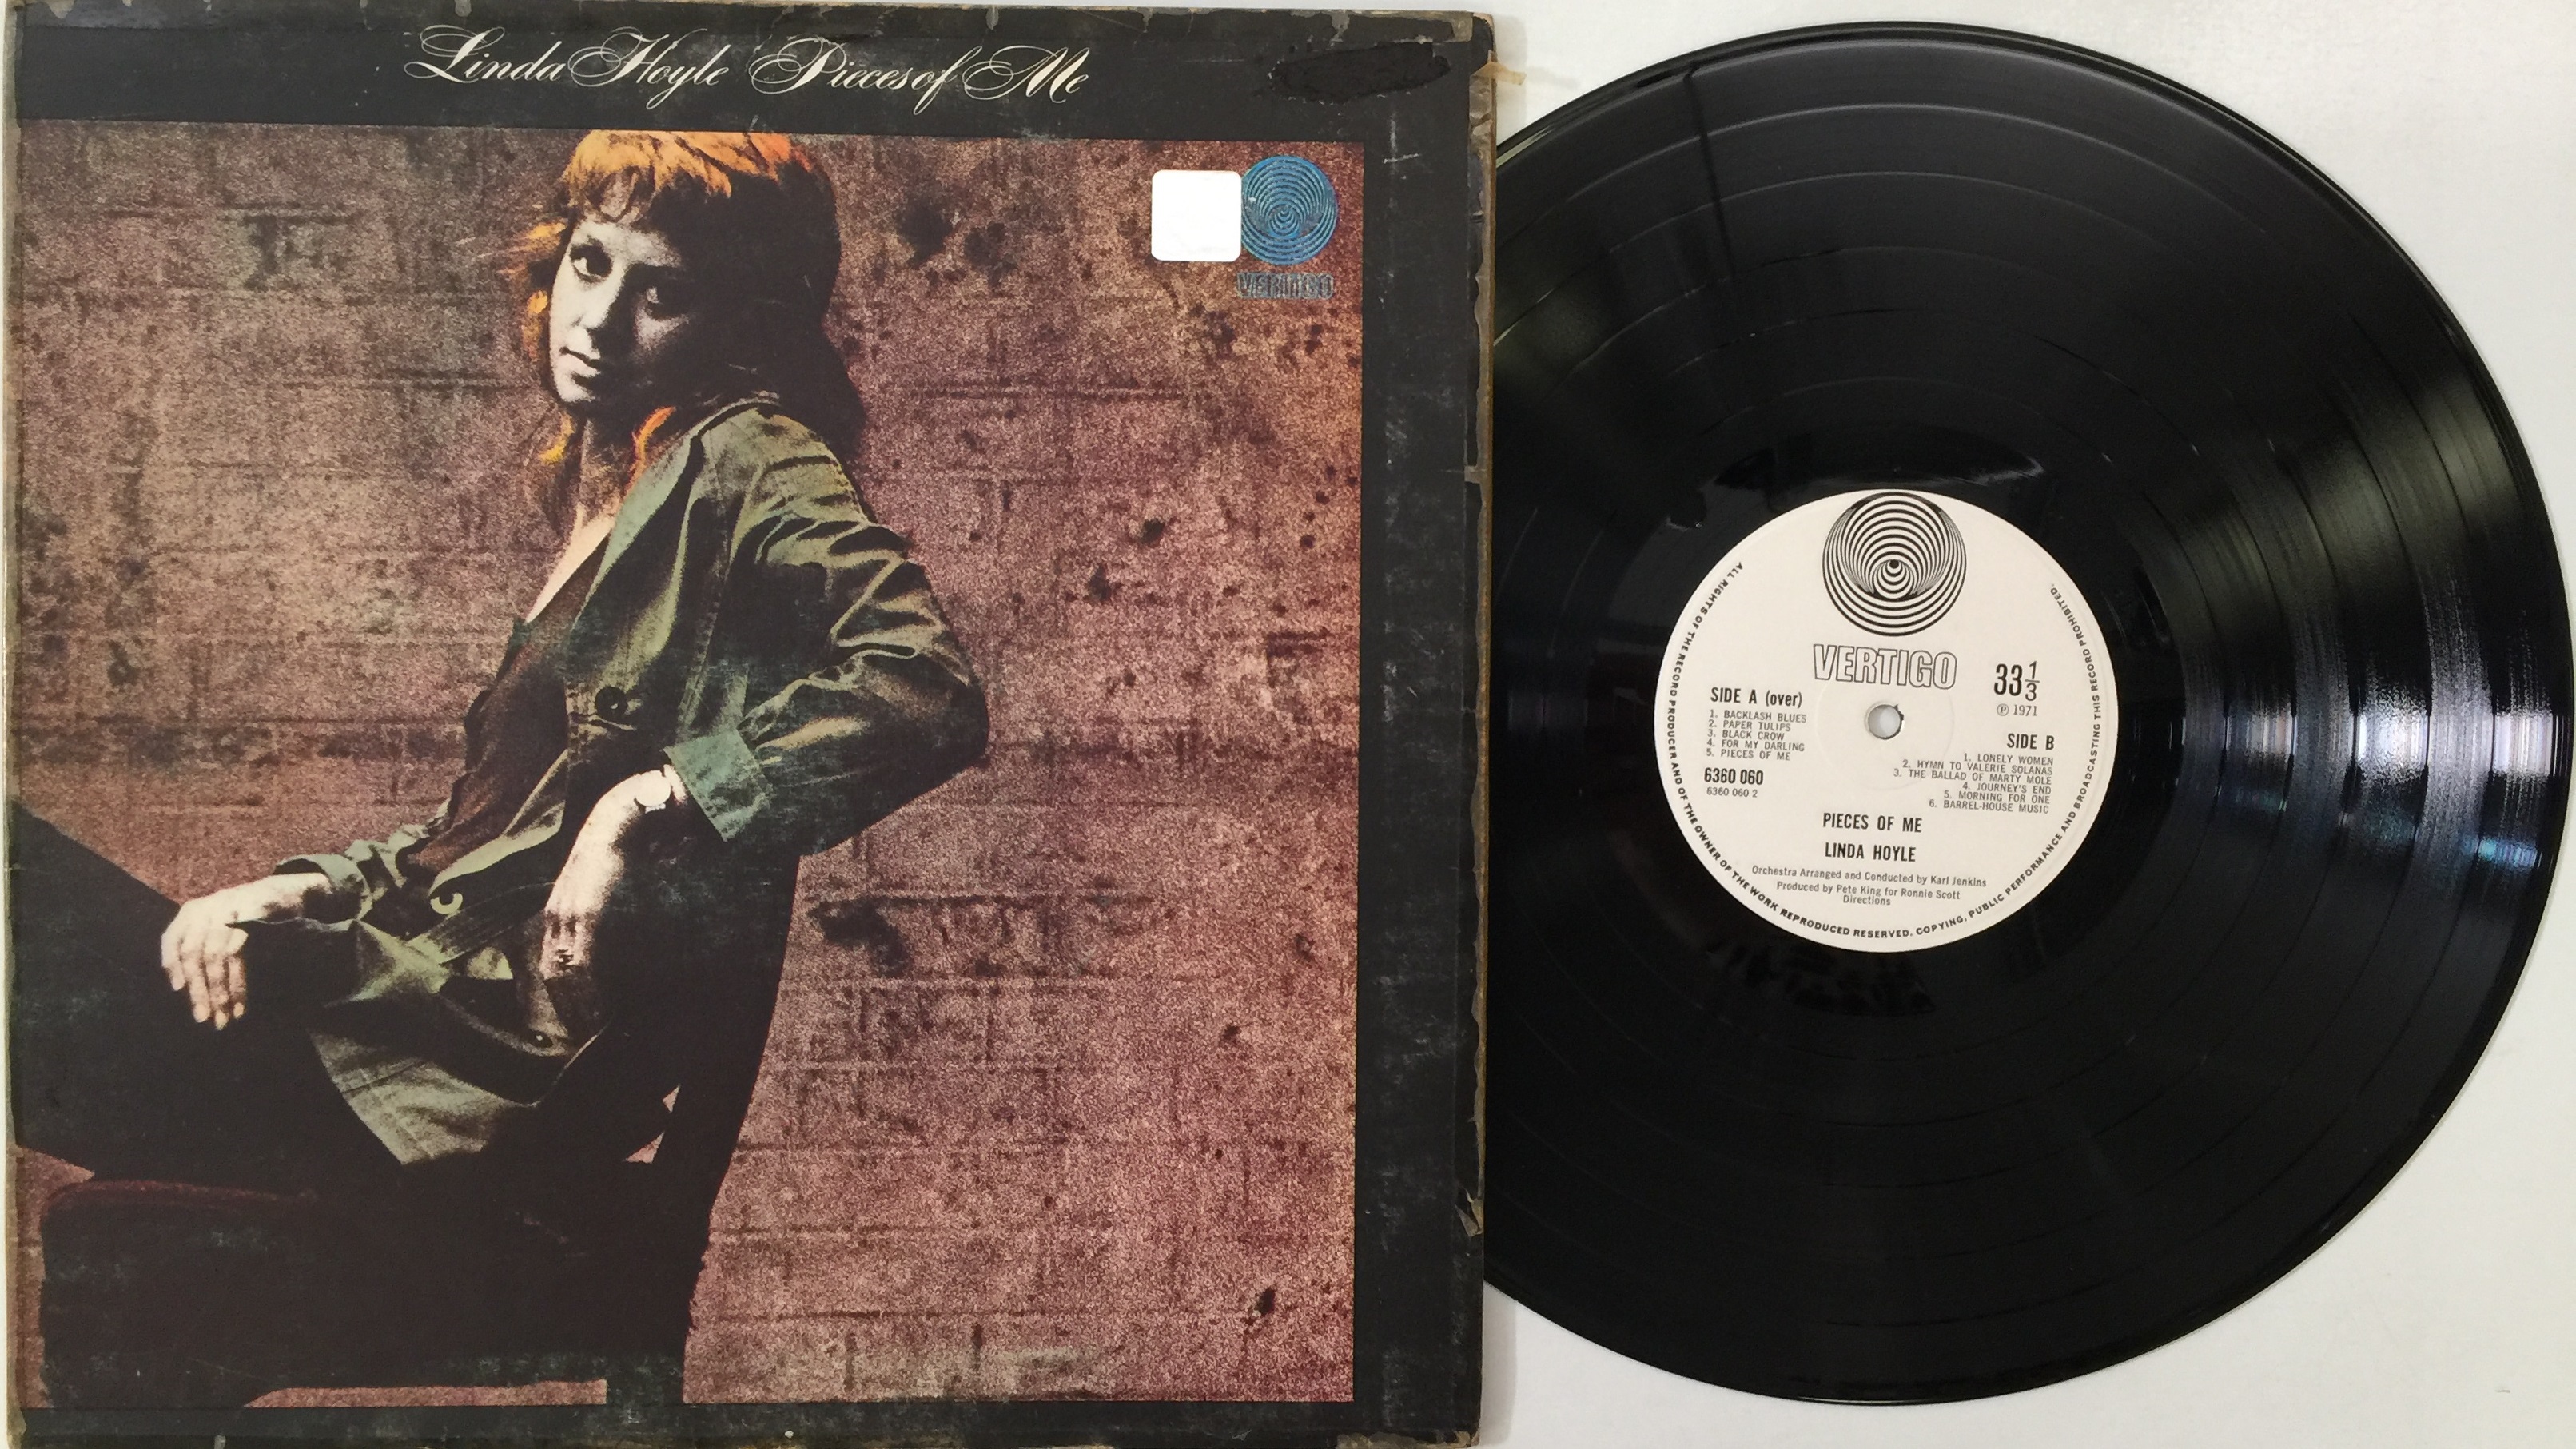 Linda Hoyle Pieces of Me
VERTIGO
VERTIGO
33 1/3
℗ 1971
SIDE A (over)
1. BACKLASH BLUES
2. PAPER TULIPS
3. BLACK CROW
4. FOR MY DARLING
5. PIECES OF ME
6360 060
6360 060 2
SIDE B
1. LONELY WOMEN
2. HYMN TO VALERIE SOLANAS
3. THE BALLAD OF MARTY MOLE
4. JOURNEY'S END
5. MORNING FOR ONE
6. BARREL-HOUSE MUSIC
PIECES OF ME
LINDA HOYLE
Orchestra Arranged and Conducted by Karl Jenkins
Produced by Pete King for Ronnie Scott
Directions
ALL RIGHTS OF THE RECORD PRODUCER AND OF THE OWNER OF THE WORK REPRODUCED RESERVED. COPYING, PUBLIC PERFORMANCE AND BROADCASTING THIS RECORD PROHIBITED.